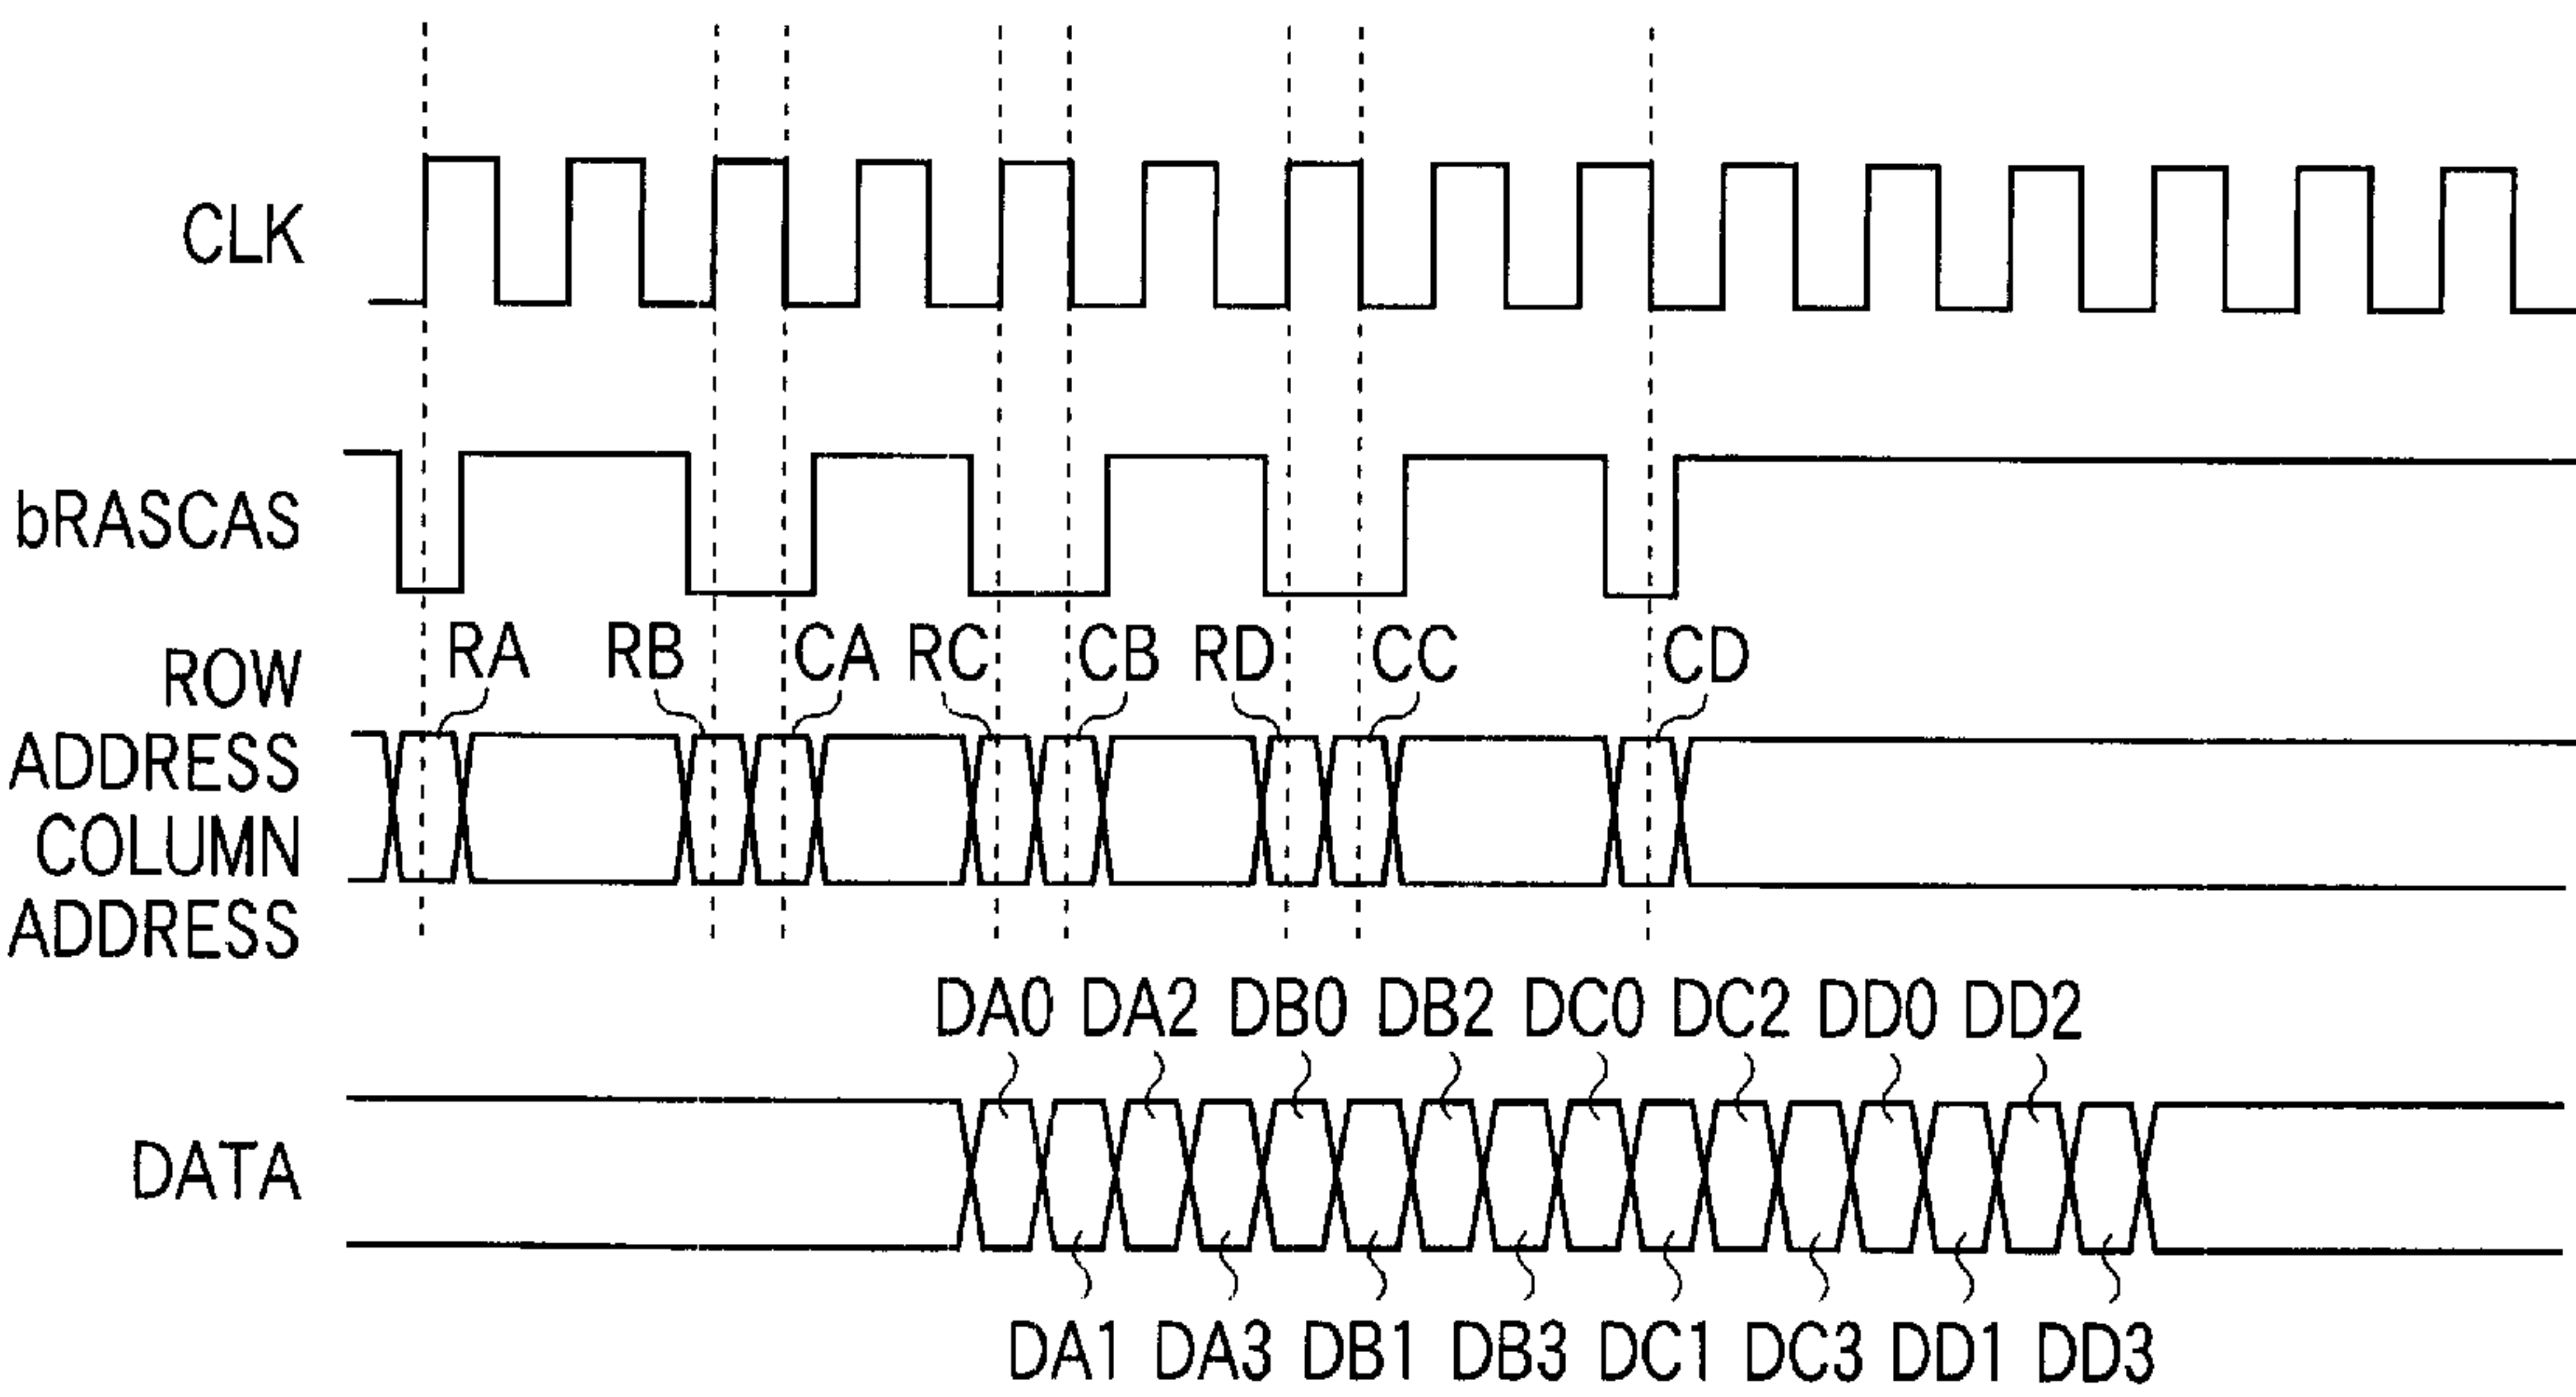 CLK
bRASCAS
RA RB CA RC CB RD CC CD
ROW
ADDRESS
COLUMN
ADDRESS
DA0 DA2 DB0 DB2 DC0 DC2 DD0 DD2
DATA
DA1 DA3 DB1 DB3 DC1 DC3 DD1 DD3